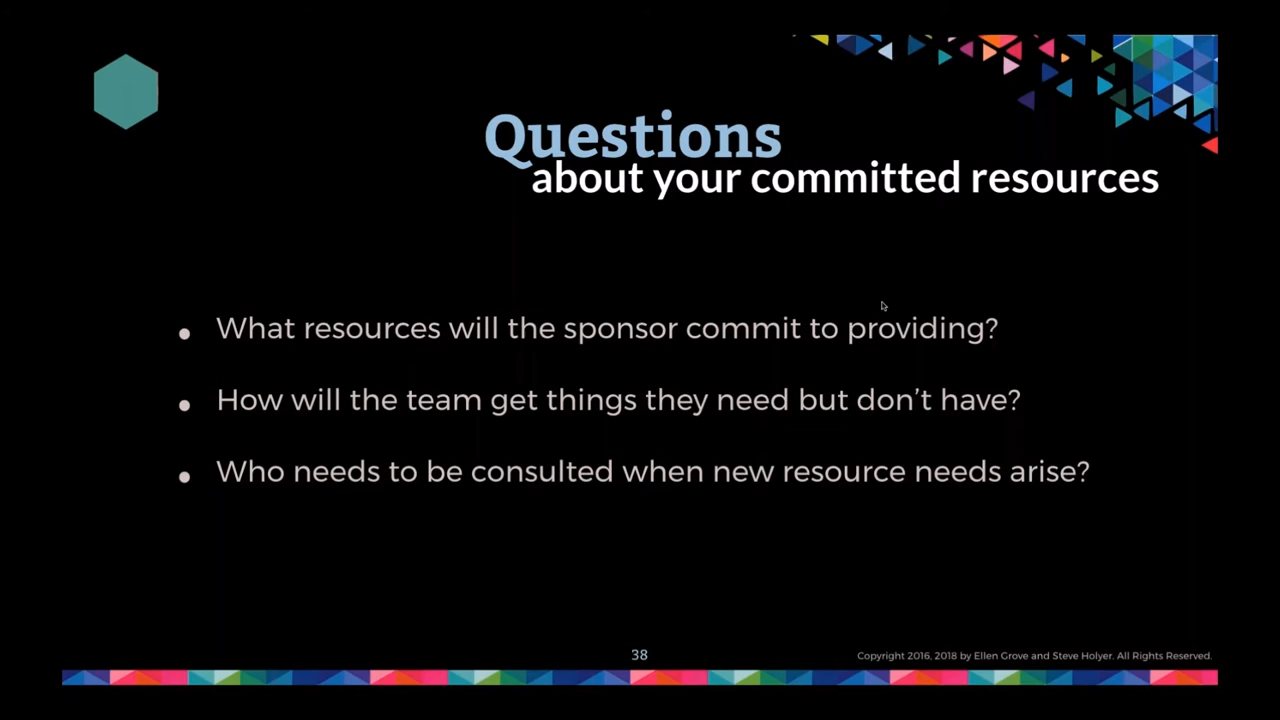 Questions
about your committed resources
• What resources will the sponsor commit to providing?
• How will the team get things they need but don’t have?
• Who needs to be consulted when new resource needs arise?
38
Copyright 2016, 2018 by Ellen Grove and Steve Holyer. All Rights Reserved.